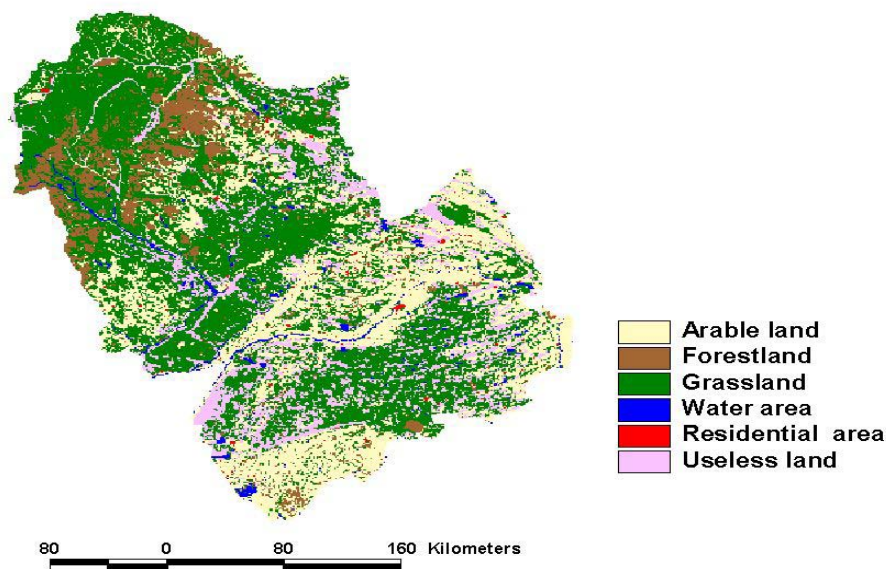 Arable land
Forestland
Grassland
Water area
Residential area
Useless land
80 0 80 160 Kilometers